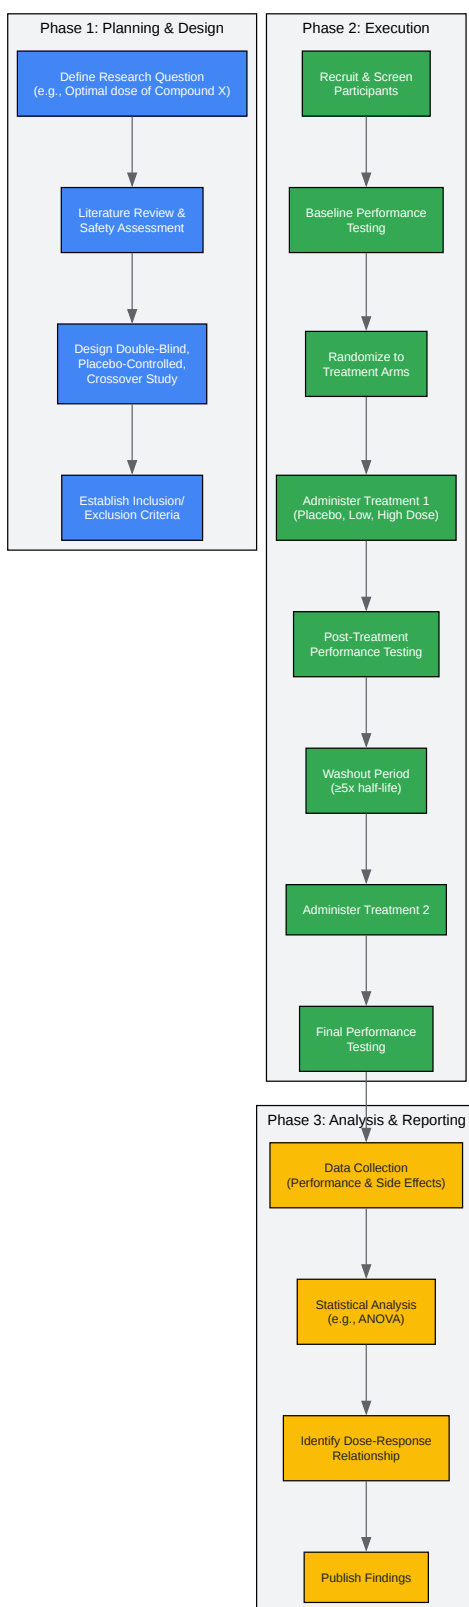 Phase 1: Planning & Design
Define Research Question
(e.g., Optimal dose of Compound X)
Literature Review &
Safety Assessment
Design Double-Blind,
Placebo-Controlled,
Crossover Study
Establish Inclusion/
Exclusion Criteria
Phase 2: Execution
Recruit & Screen
Participants
Baseline Performance
Testing
Randomize to
Treatment Arms
Administer Treatment 1
(Placebo, Low, High Dose)
Post-Treatment
Performance Testing
Washout Period
(≥5x half-life)
Administer Treatment 2
Final Performance
Testing
Phase 3: Analysis & Reporting
Data Collection
(Performance & Side Effects)
Statistical Analysis
(e.g., ANOVA)
Identify Dose-Response
Relationship
Publish Findings